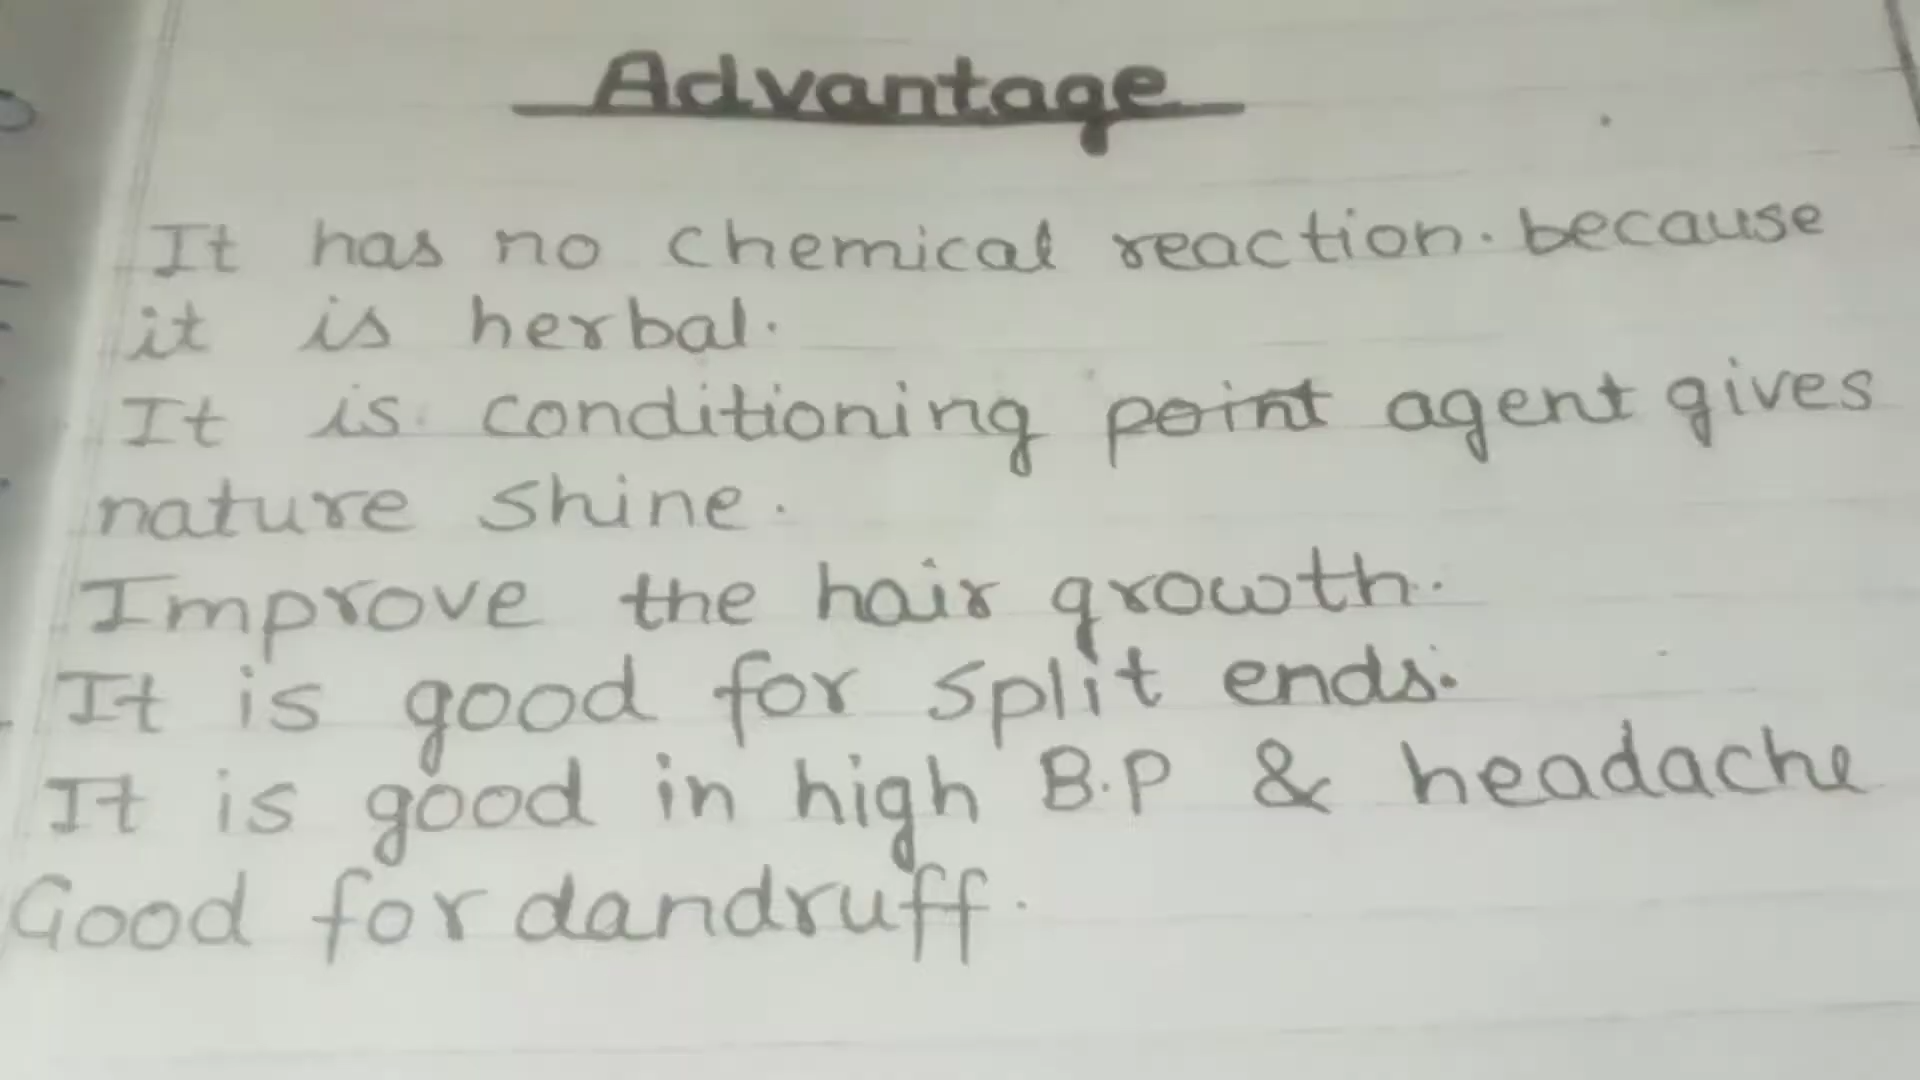 Advantage
It has no chemical reaction. because
it is herbal.
It is conditioning point agent gives
nature shine.
Improve the hair growth.
It is good for split ends.
It is good in high B.P & headache
Good for dandruff.